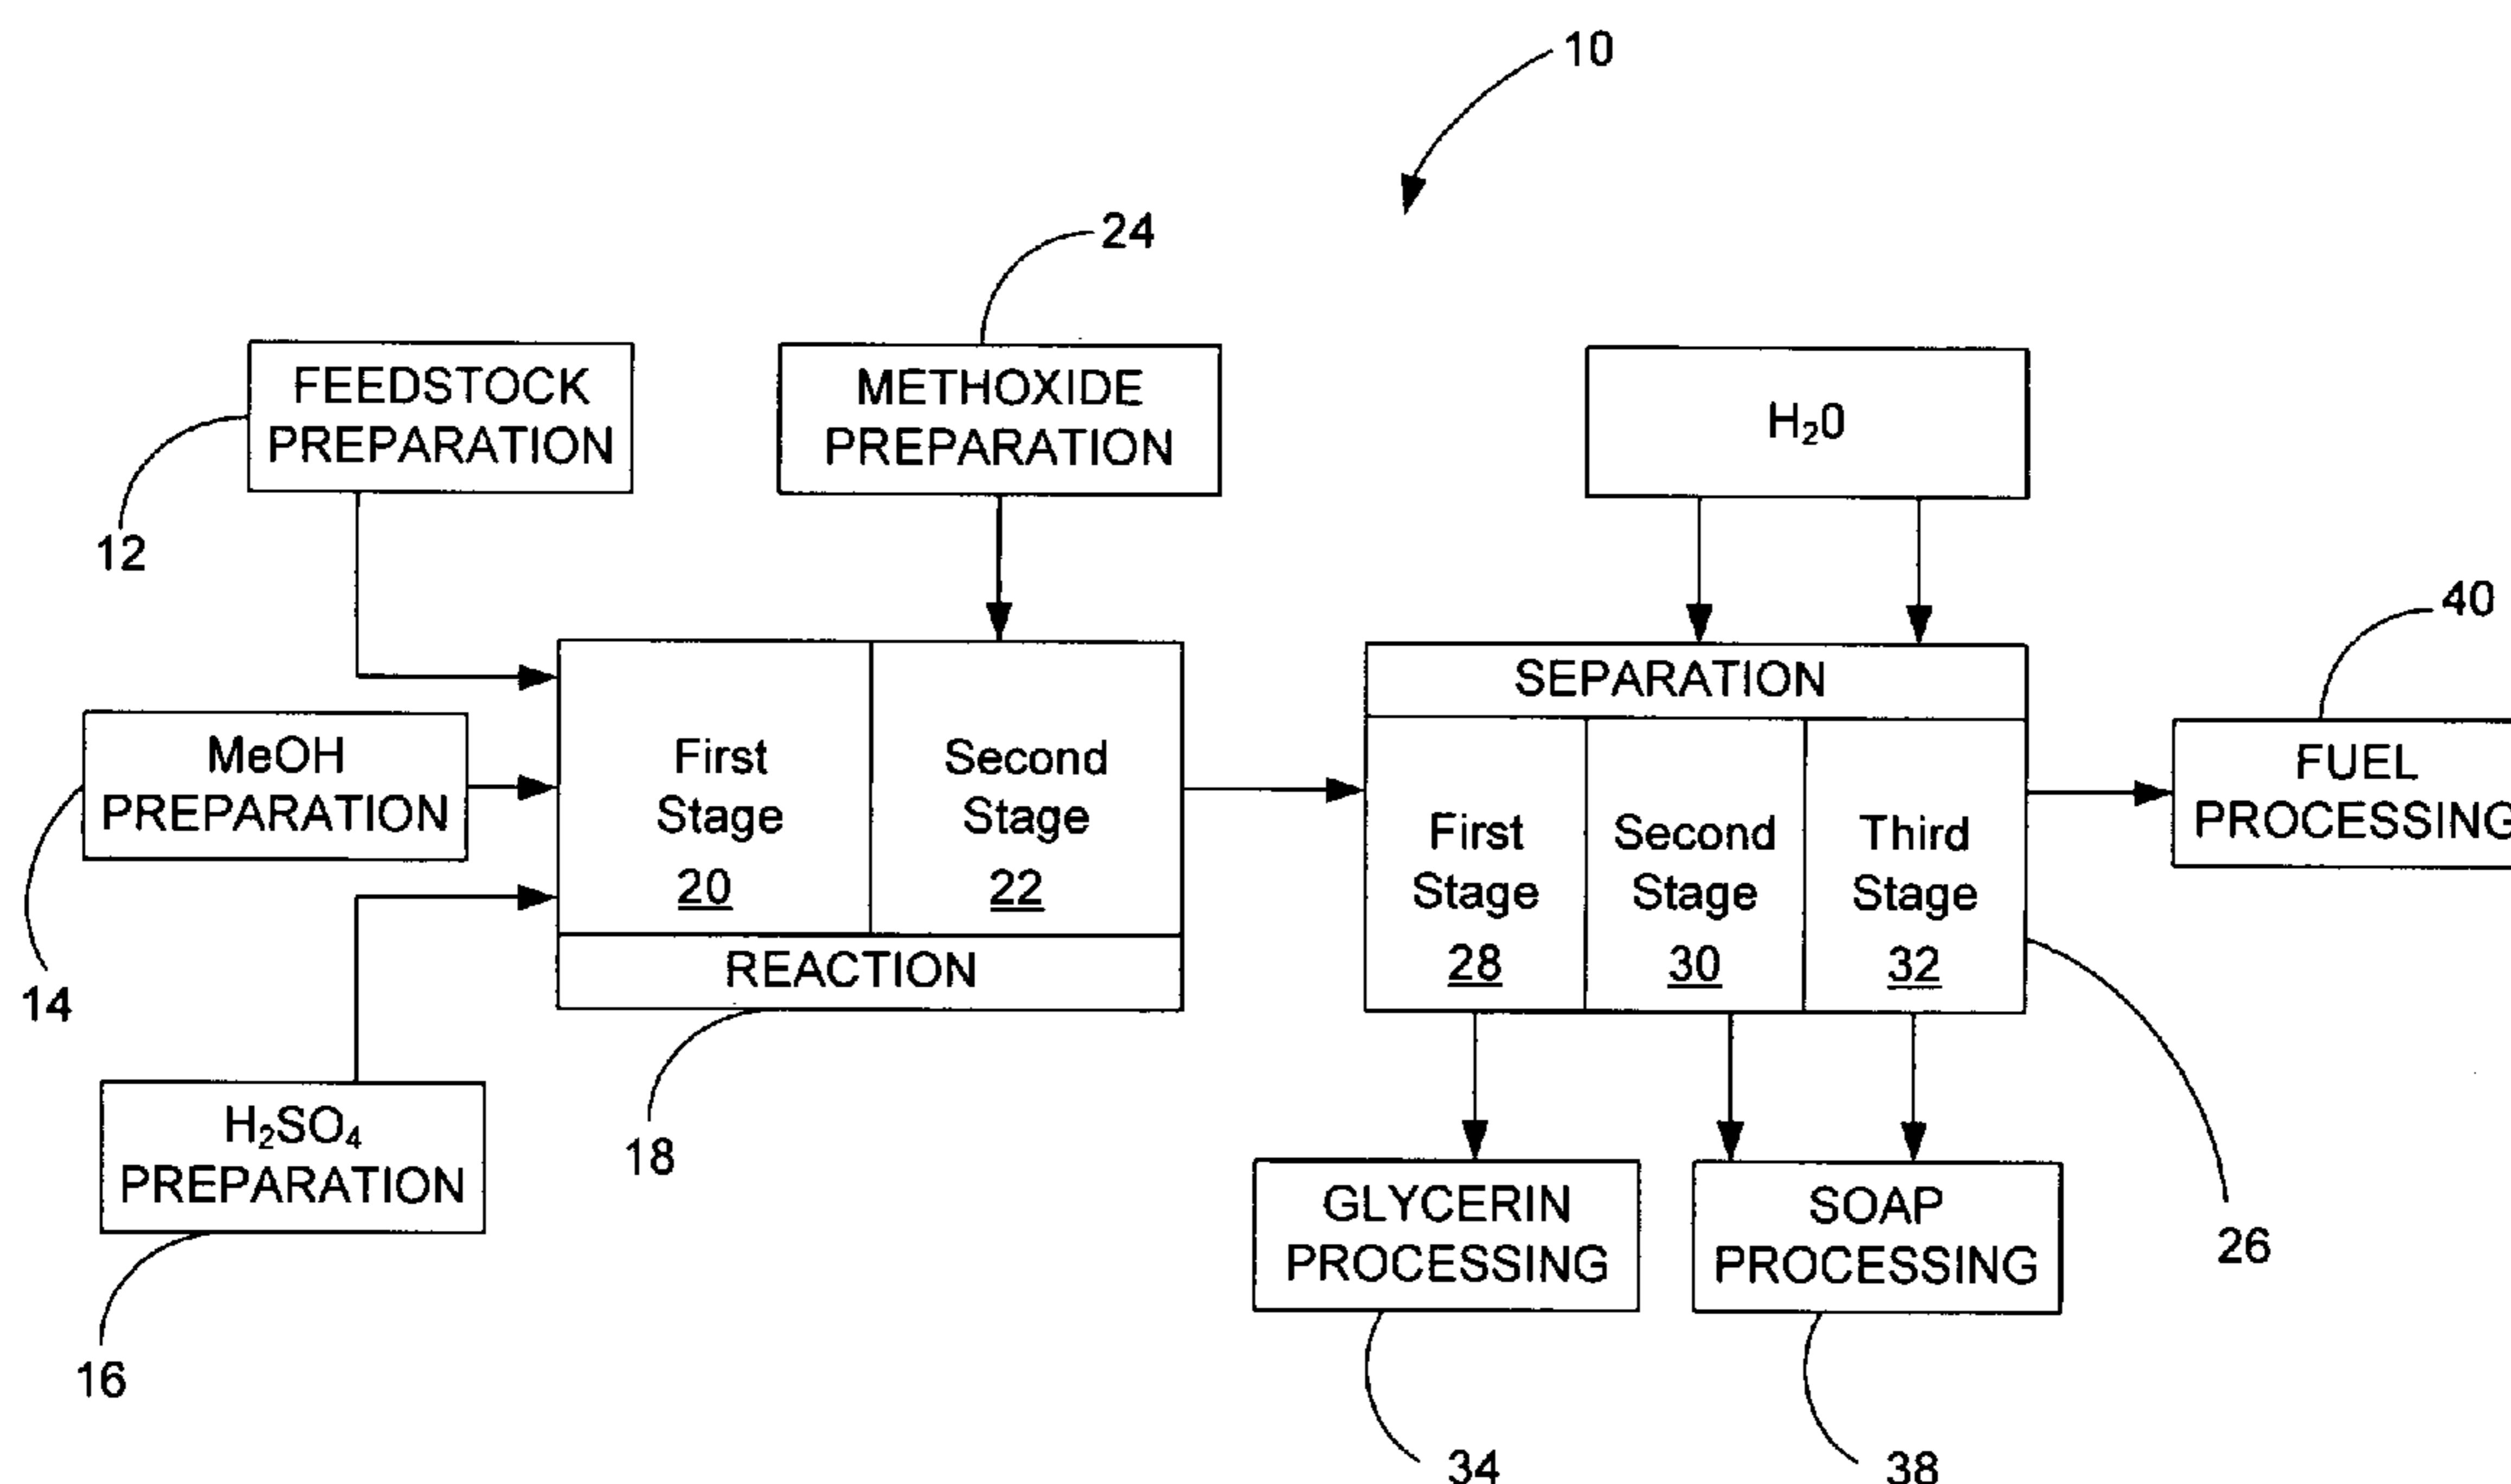 10
24
FEEDSTOCK
PREPARATION
METHOXIDE
PREPARATION
H₂0
12
40
SEPARATION
MeOH
PREPARATION
First
Stage
20
Second
Stage
22
First
Stage
28
Second
Stage
30
Third
Stage
32
FUEL
PROCESSING
REACTION
14
H₂SO₄
PREPARATION
18
GLYCERIN
PROCESSING
SOAP
PROCESSING
26
16
34
38